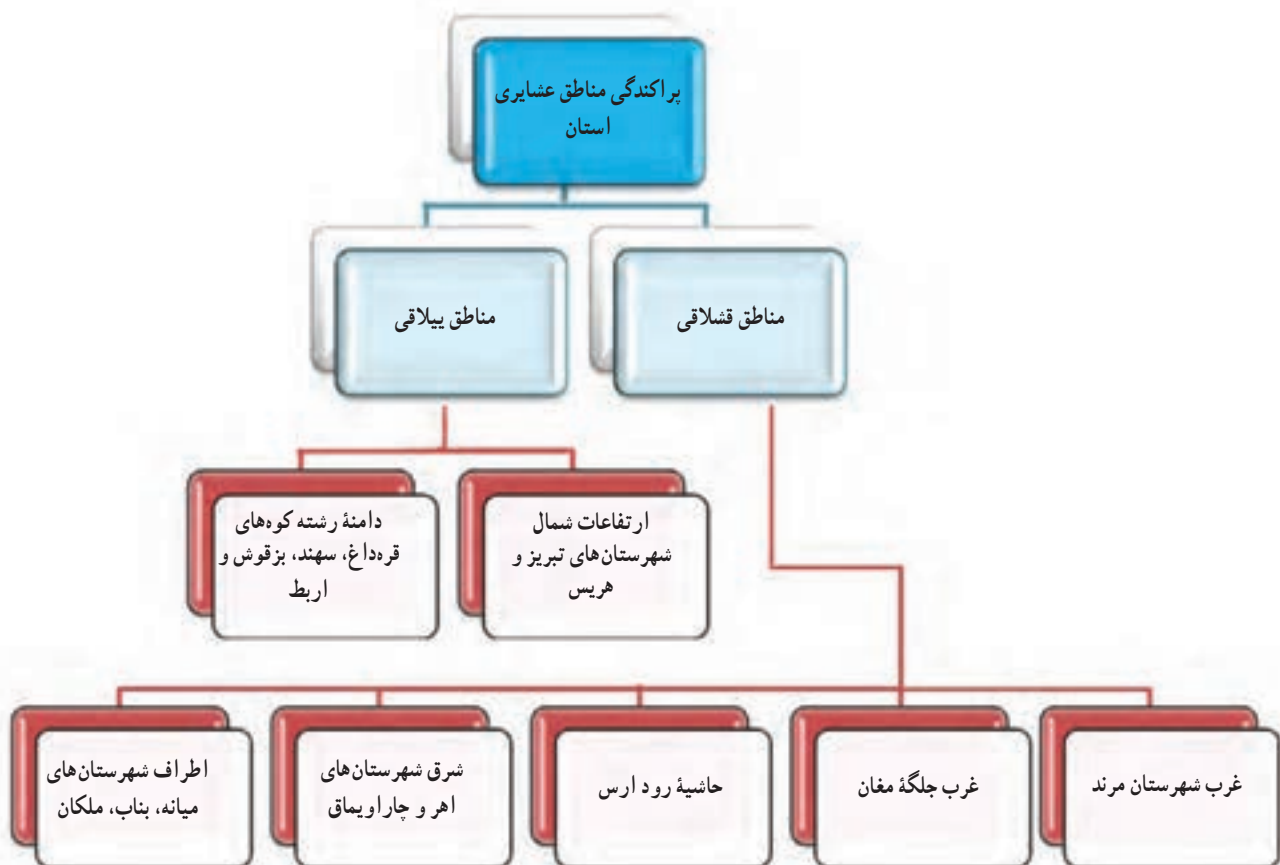 پراکندگی مناطق عشایری
استان
مناطق قشلاقی
مناطق ییلاقی
ارتفاعات شمال
شهرستان‌های تبریز و
هریس
دامنهٔ رشته کوه‌های
قره‌داغ، سهند، بزقوش و
اربط
غرب شهرستان مرند
غرب جلگهٔ مغان
حاشیهٔ رود ارس
شرق شهرستان‌های
اهر و چاراویماق
اطراف شهرستان‌های
میانه، بناب، ملکان